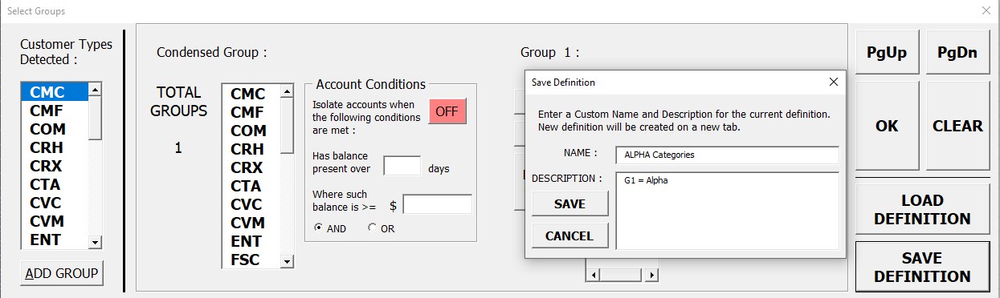 Select Groups
Customer Types
Detected :
CMC
CMF
COM
CRH
CRX
CTA
CVC
CVM
ENT
ADD GROUP
Condensed Group :
TOTAL
GROUPS
1
CMC
CMF
COM
CRH
CRX
CTA
CVC
CVM
ENT
FSC
Account Conditions
Isolate accounts when
the following conditions
are met :
OFF
Has balance
present over
days
Where such
balance is >=
$
AND
OR
Group 1 :
Save Definition
Enter a Custom Name and Description for the current definition.
New definition will be created on a new tab.
NAME :
ALPHA Categories
DESCRIPTION :
G1 = Alpha
SAVE
CANCEL
PgUp
PgDn
OK
CLEAR
LOAD
DEFINITION
SAVE
DEFINITION